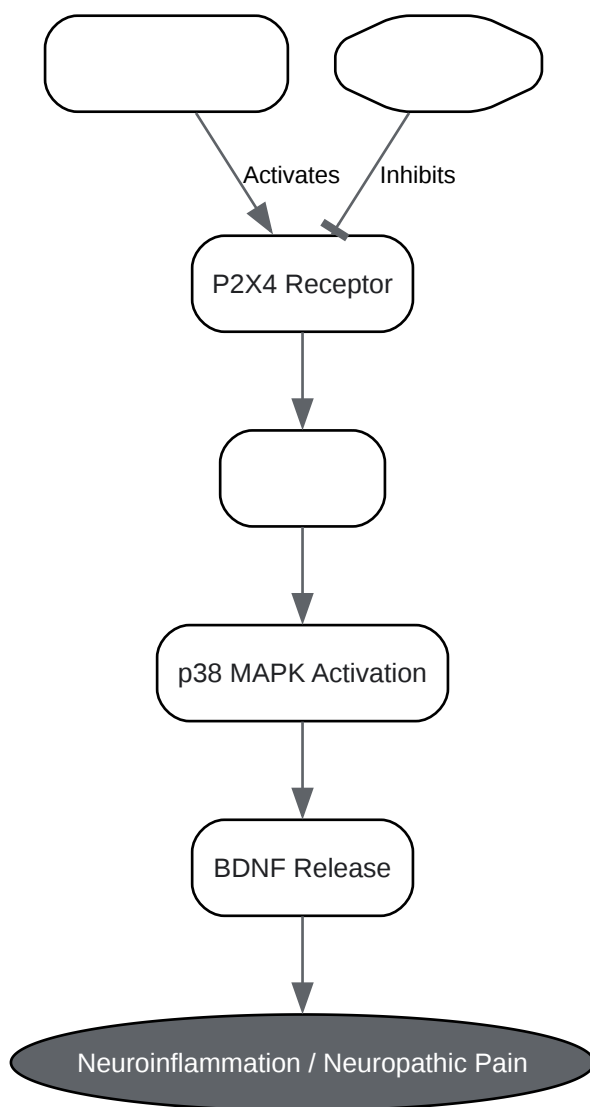 Activates
Inhibits
P2X4 Receptor
p38 MAPK Activation
BDNF Release
Neuroinflammation / Neuropathic Pain